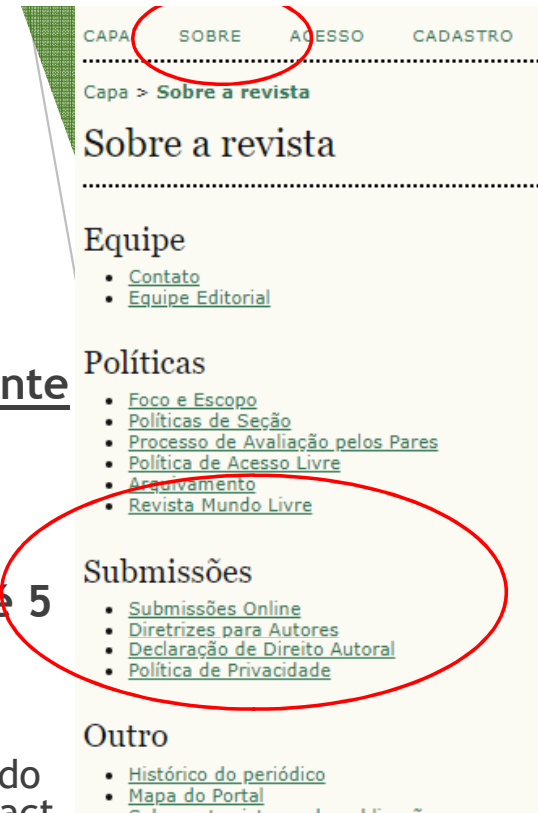 CAPA SOBRE ACESSO CADASTRO
Capa > Sobre a revista
Sobre a revista
Equipe
Contato
Equipe Editorial
nte
Políticas
Foco e Escopo
Políticas de Seção
Processo de Avaliação pelos Pares
Política de Acesso Livre
Arquivamento
Revista Mundo Livre
Submissões
é 5
Submissões Online
Diretrizes para Autores
Declaração de Direito Autoral
Política de Privacidade
Outro
do
Histórico do periódico
Mapa do Portal
act